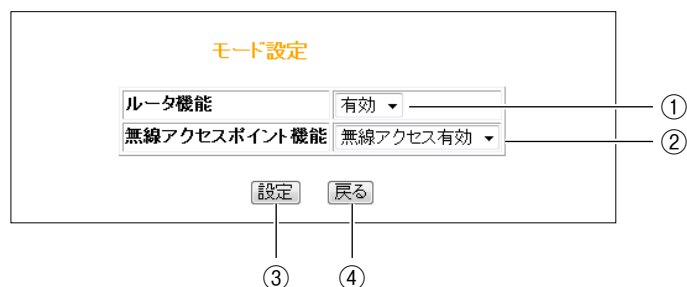 モード設定
ルータ機能 有効 ①
無線アクセスポイント機能 無線アクセス有効 ②
設定 戻る
③ ④